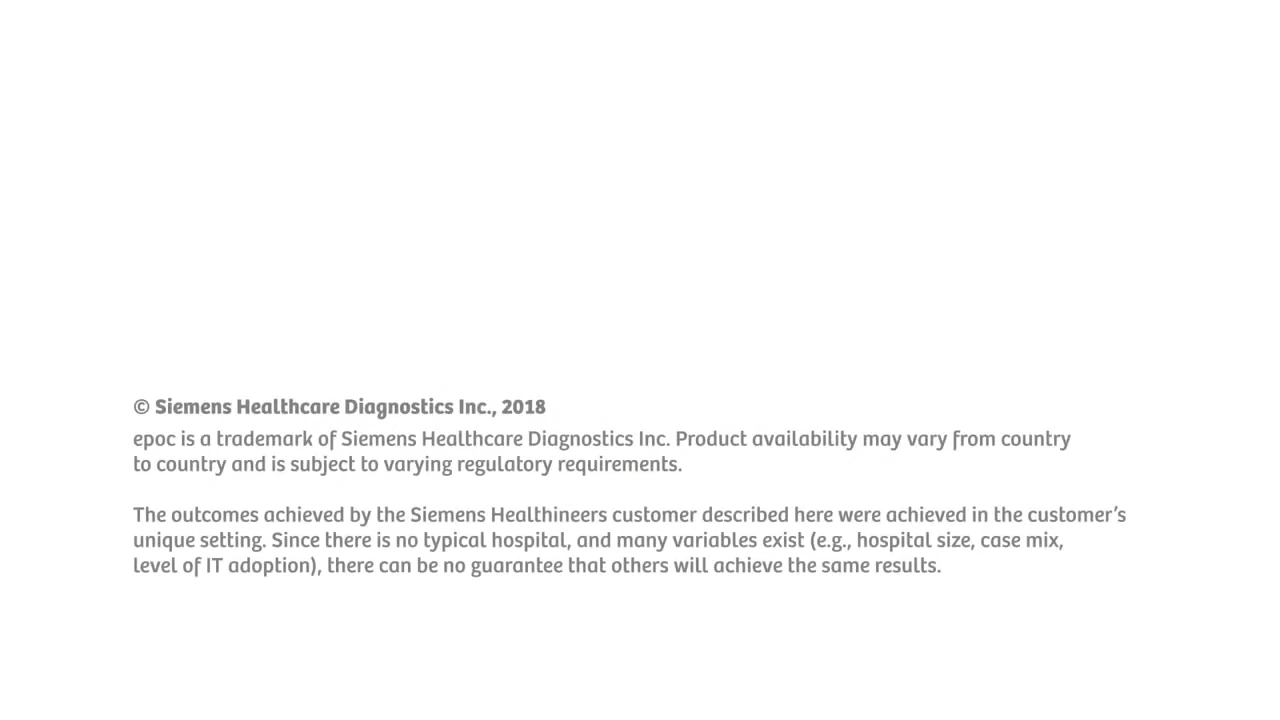 © Siemens Healthcare Diagnostics Inc., 2018
epoc is a trademark of Siemens Healthcare Diagnostics Inc. Product availability may vary from country
to country and is subject to varying regulatory requirements.
The outcomes achieved by the Siemens Healthineers customer described here were achieved in the customer’s
unique setting. Since there is no typical hospital, and many variables exist (e.g., hospital size, case mix,
level of IT adoption), there can be no guarantee that others will achieve the same results.